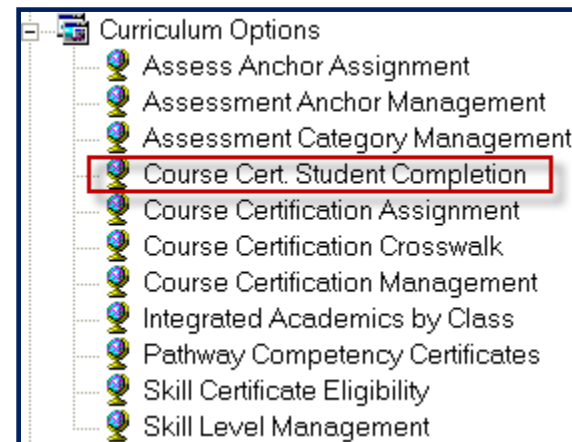 Curriculum Options
Assess Anchor Assignment
Assessment Anchor Management
Assessment Category Management
Course Cert. Student Completion
Course Certification Assignment
Course Certification Crosswalk
Course Certification Management
Integrated Academics by Class
Pathway Competency Certificates
Skill Certificate Eligibility
Skill Level Management